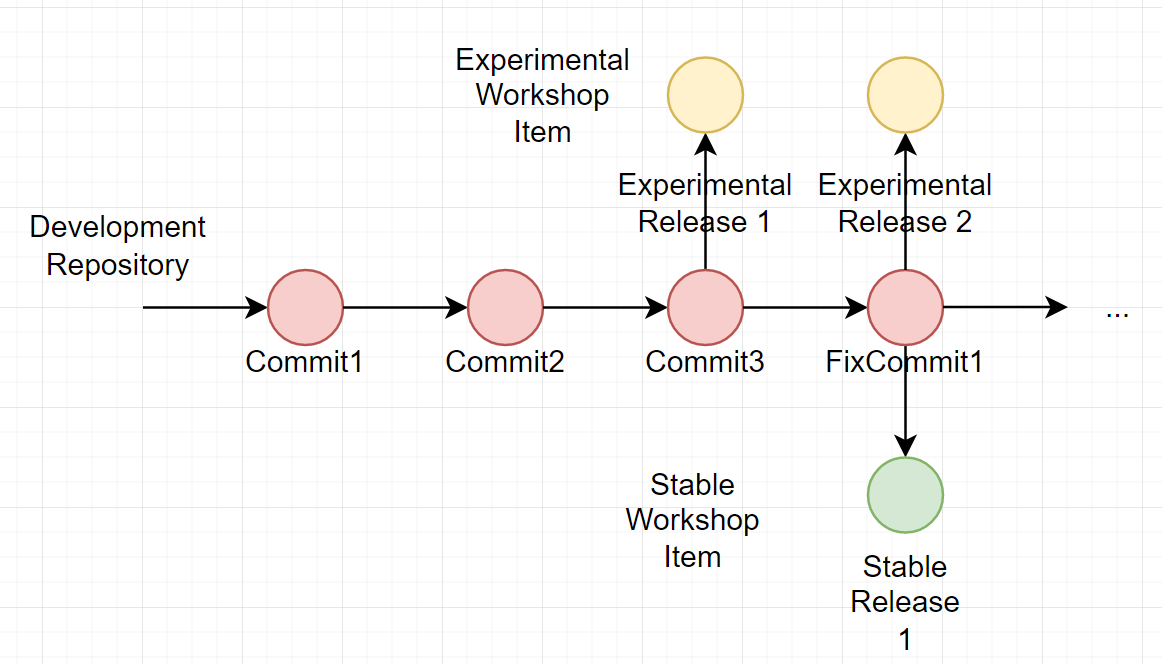 Experimental
Workshop
Item
Experimental
Release 1
Experimental
Release 2
Development
Repository
...
Commit1
Commit2
Commit3
FixCommit1
Stable
Workshop
Item
Stable
Release
1